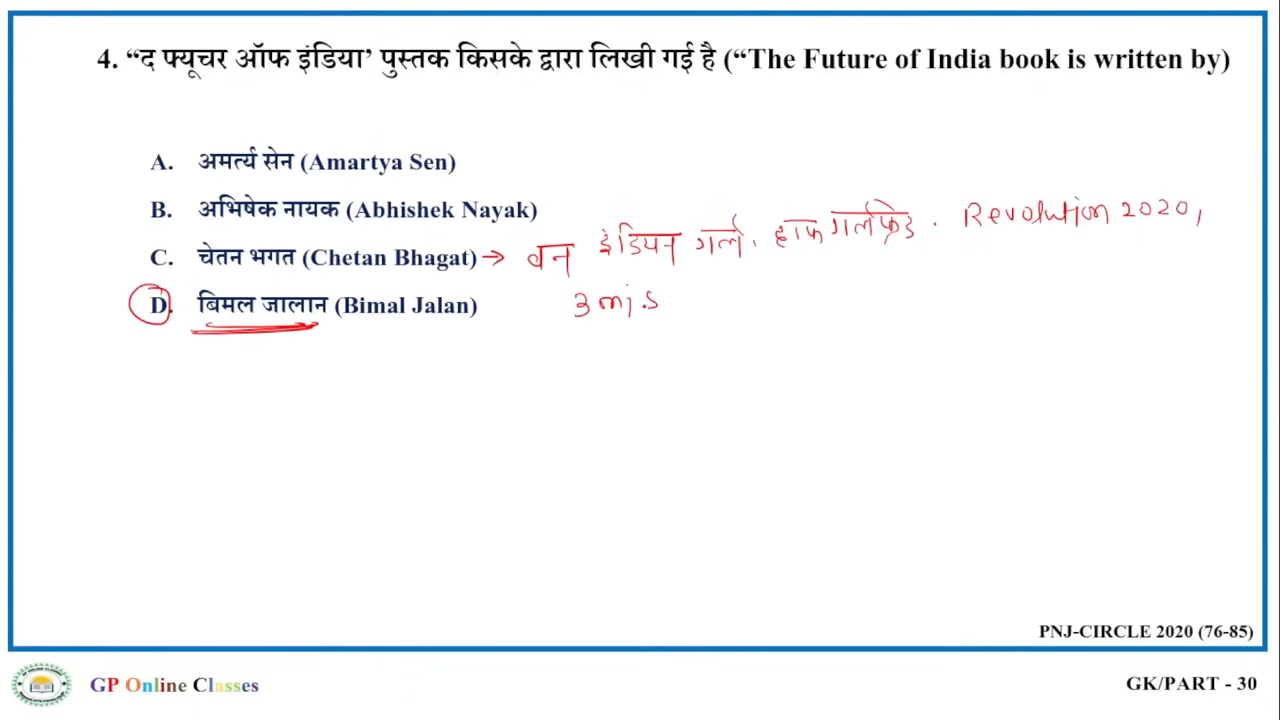 4. “द फ्यूचर ऑफ इंडिया’ पुस्तक किसके द्वारा लिखी गई है (“The Future of India book is written by)
A. अमर्त्य सेन (Amartya Sen)
B. अभिषेक नायक (Abhishek Nayak)
C. चेतन भगत (Chetan Bhagat) → वन इंडियन गर्ल, हाफ गर्लफ्रेंड. Revolution 2020,
D. बिमल जालान (Bimal Jalan) 3 mi.s
PNJ-CIRCLE 2020 (76-85)
GP Online Classes
GK/PART - 30